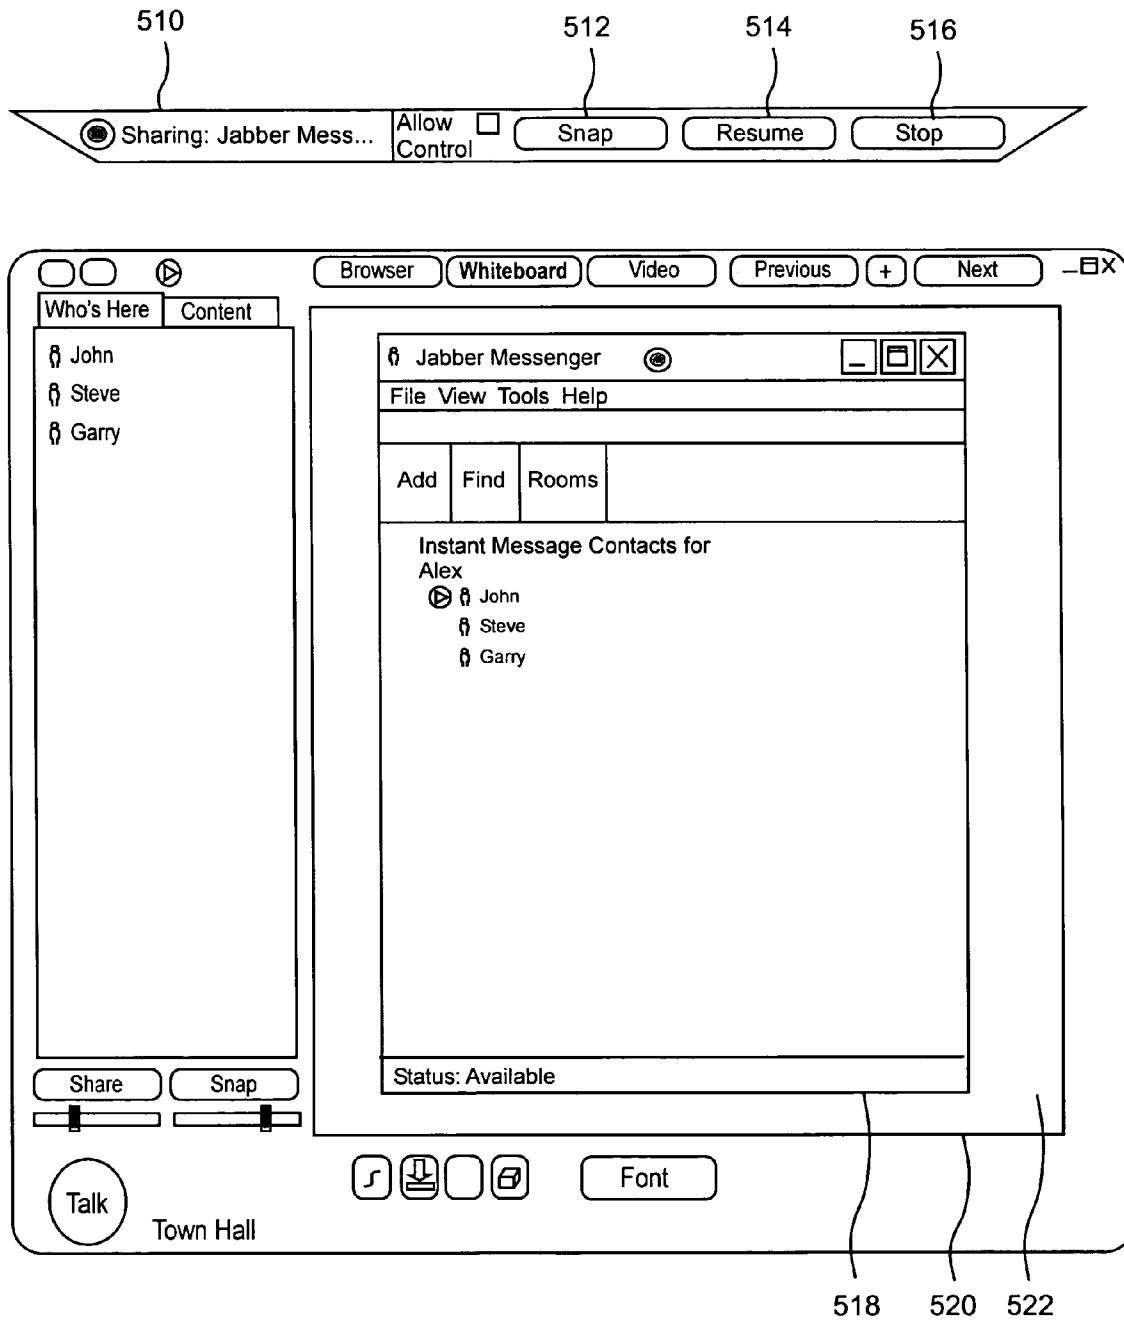 510
512
514
516
Sharing: Jabber Mess...
Allow
Control
Snap
Resume
Stop
Browser
Whiteboard
Video
Previous
+
Next
Who's Here
Content
John
Steve
Garry
Jabber Messenger
File View Tools Help
Add
Find
Rooms
Instant Message Contacts for
Alex
John
Steve
Garry
Status: Available
Share
Snap
Talk
Town Hall
Font
518
520
522